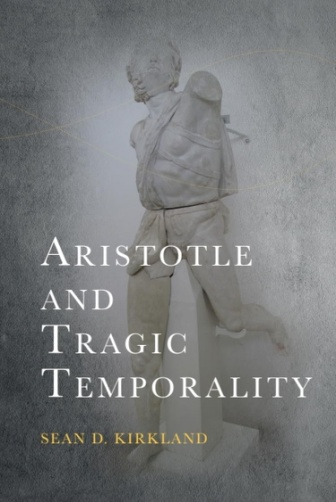 ARISTOTLE
AND
TRAGIC
TEMPORALITY
SEAN D. KIRKLAND